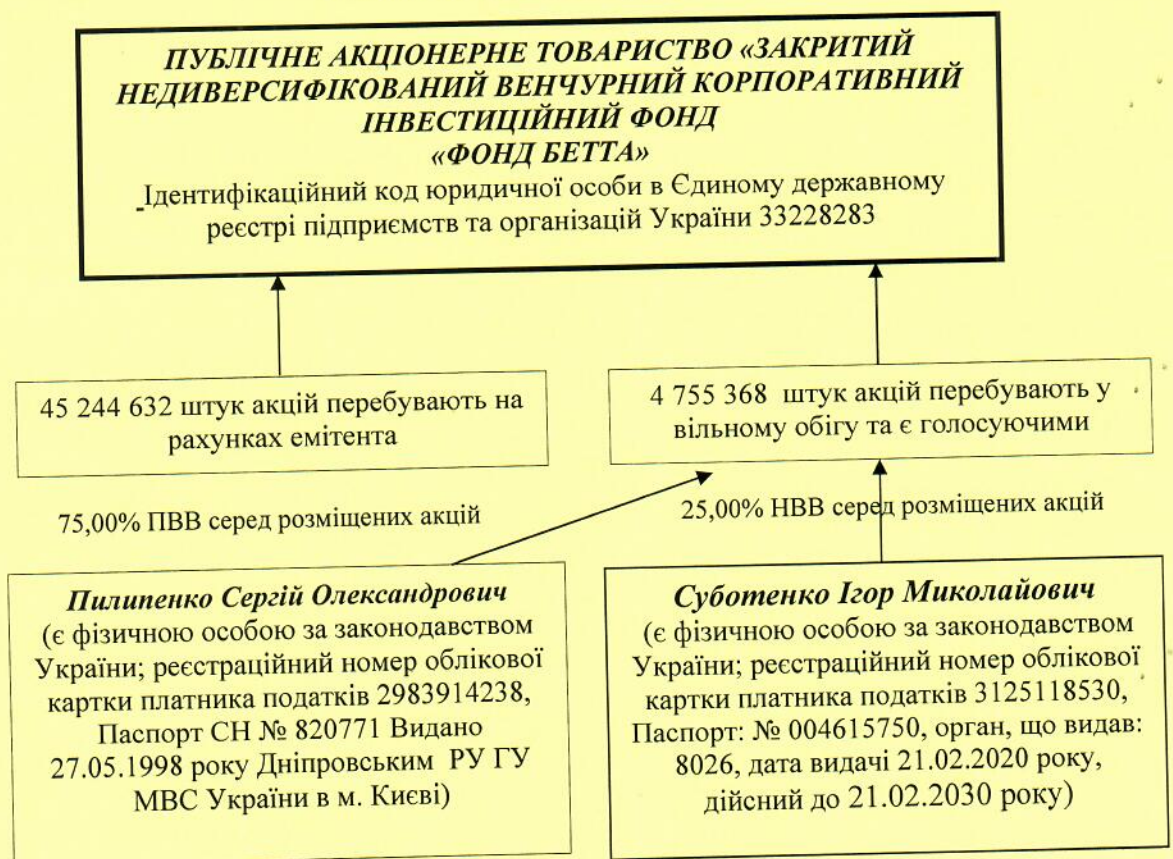 ПУБЛІЧНЕ АКЦІОНЕРНЕ ТОВАРИСТВО «ЗАКРИТИЙ
НЕДИВЕРСИФІКОВАНИЙ ВЕНЧУРНИЙ КОРПОРАТИВНИЙ
ІНВЕСТИЦІЙНИЙ ФОНД
«ФОНД БЕТТА»
Ідентифікаційний код юридичної особи в Єдиному державному
реєстрі підприємств та організацій України 33228283
45 244 632 штук акцій перебувають на
рахунках емітента
4 755 368 штук акцій перебувають у
вільному обігу та є голосуючими
75,00% ПВВ серед розміщених акцій
25,00% НВВ серед розміщених акцій
Пилипенко Сергій Олександрович
(є фізичною особою за законодавством
України; реєстраційний номер облікової
картки платника податків 2983914238,
Паспорт СН № 820771 Видано
27.05.1998 року Дніпровським РУ ГУ
МВС України в м. Києві)
Суботенко Ігор Миколайович
(є фізичною особою за законодавством
України; реєстраційний номер облікової
картки платника податків 3125118530,
Паспорт: № 004615750, орган, що видав:
8026, дата видачі 21.02.2020 року,
дійсний до 21.02.2030 року)